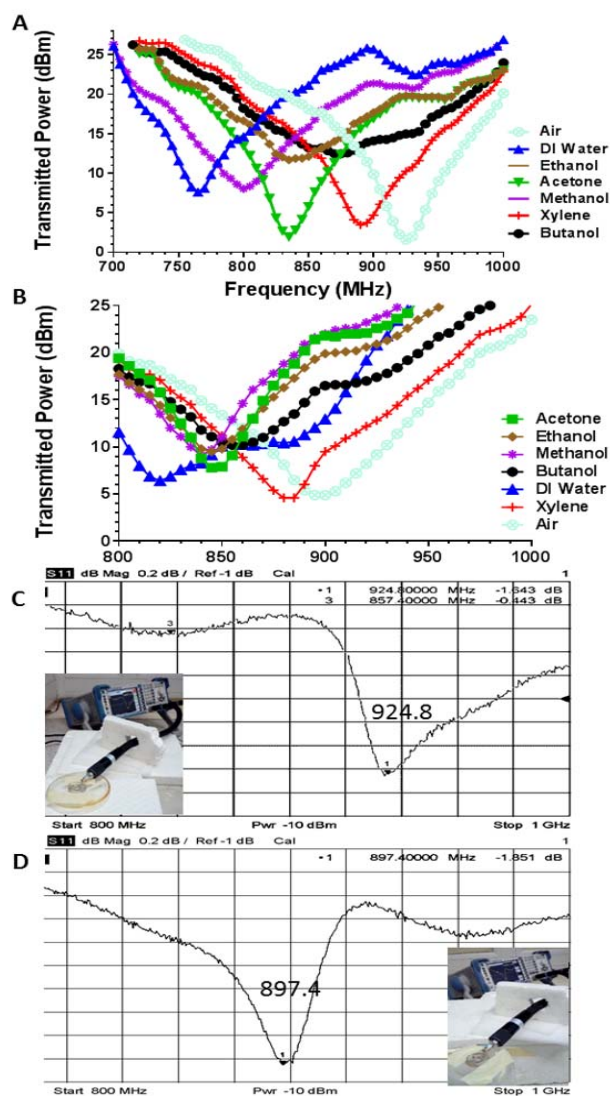 A
Transmitted Power (dBm)
25
20
15
10
5
0
700
750
800
850
900
950
1000
Frequency (MHz)
Air
DI Water
Ethanol
Acetone
Methanol
Xylene
Butanol
B
Transmitted Power (dBm)
25
20
15
10
5
0
800
850
900
950
1000
Acetone
Ethanol
Methanol
Butanol
DI Water
Xylene
Air
S11 dB Mag 0.2 dB / Ref -1 dB Cal 1
C
•1 924.80000 MHz -1.643 dB
3 857.40000 MHz -0.443 dB
3
924.8
1
Start 800 MHz Pwr -10 dBm Stop 1 GHz
S11 dB Mag 0.2 dB / Ref -1 dB Cal 1
D
•1 897.40000 MHz -1.851 dB
897.4
1
Start 800 MHz Pwr -10 dBm Stop 1 GHz